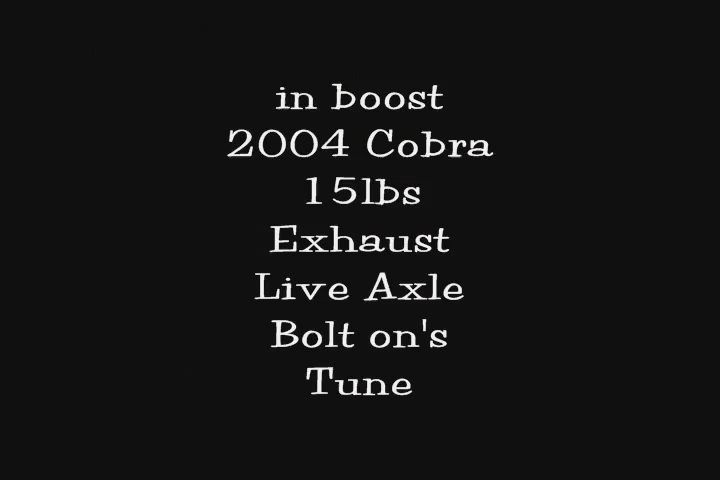 in boost
2004 Cobra
15lbs
Exhaust
Live Axle
Bolt on's
Tune